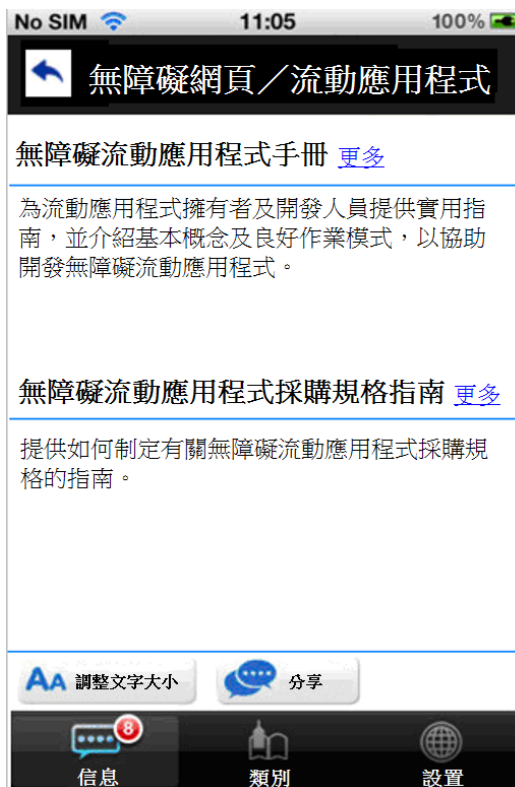 No SIM 11:05 100%
無障礙網頁／流動應用程式
無障礙流動應用程式手冊 更多
為流動應用程式擁有者及開發人員提供實用指
南，並介紹基本概念及良好作業模式，以協助
開發無障礙流動應用程式。
無障礙流動應用程式採購規格指南 更多
提供如何制定有關無障礙流動應用程式採購規
格的指南。
AA 調整文字大小 分享
8
信息 類別 設置